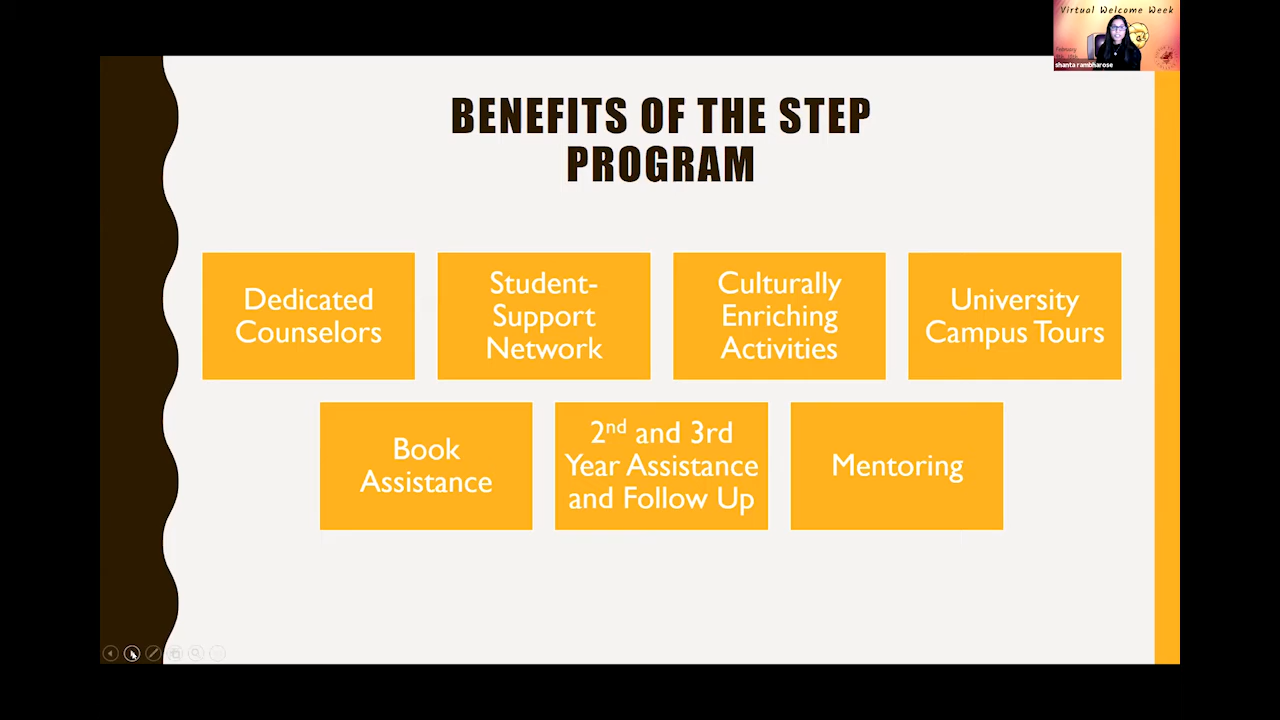 Virtual Welcome Week
February
shanta rambharose
BENEFITS OF THE STEP
PROGRAM
Dedicated
Counselors
Student-
Support
Network
Culturally
Enriching
Activities
University
Campus Tours
Book
Assistance
2nd and 3rd
Year Assistance
and Follow Up
Mentoring